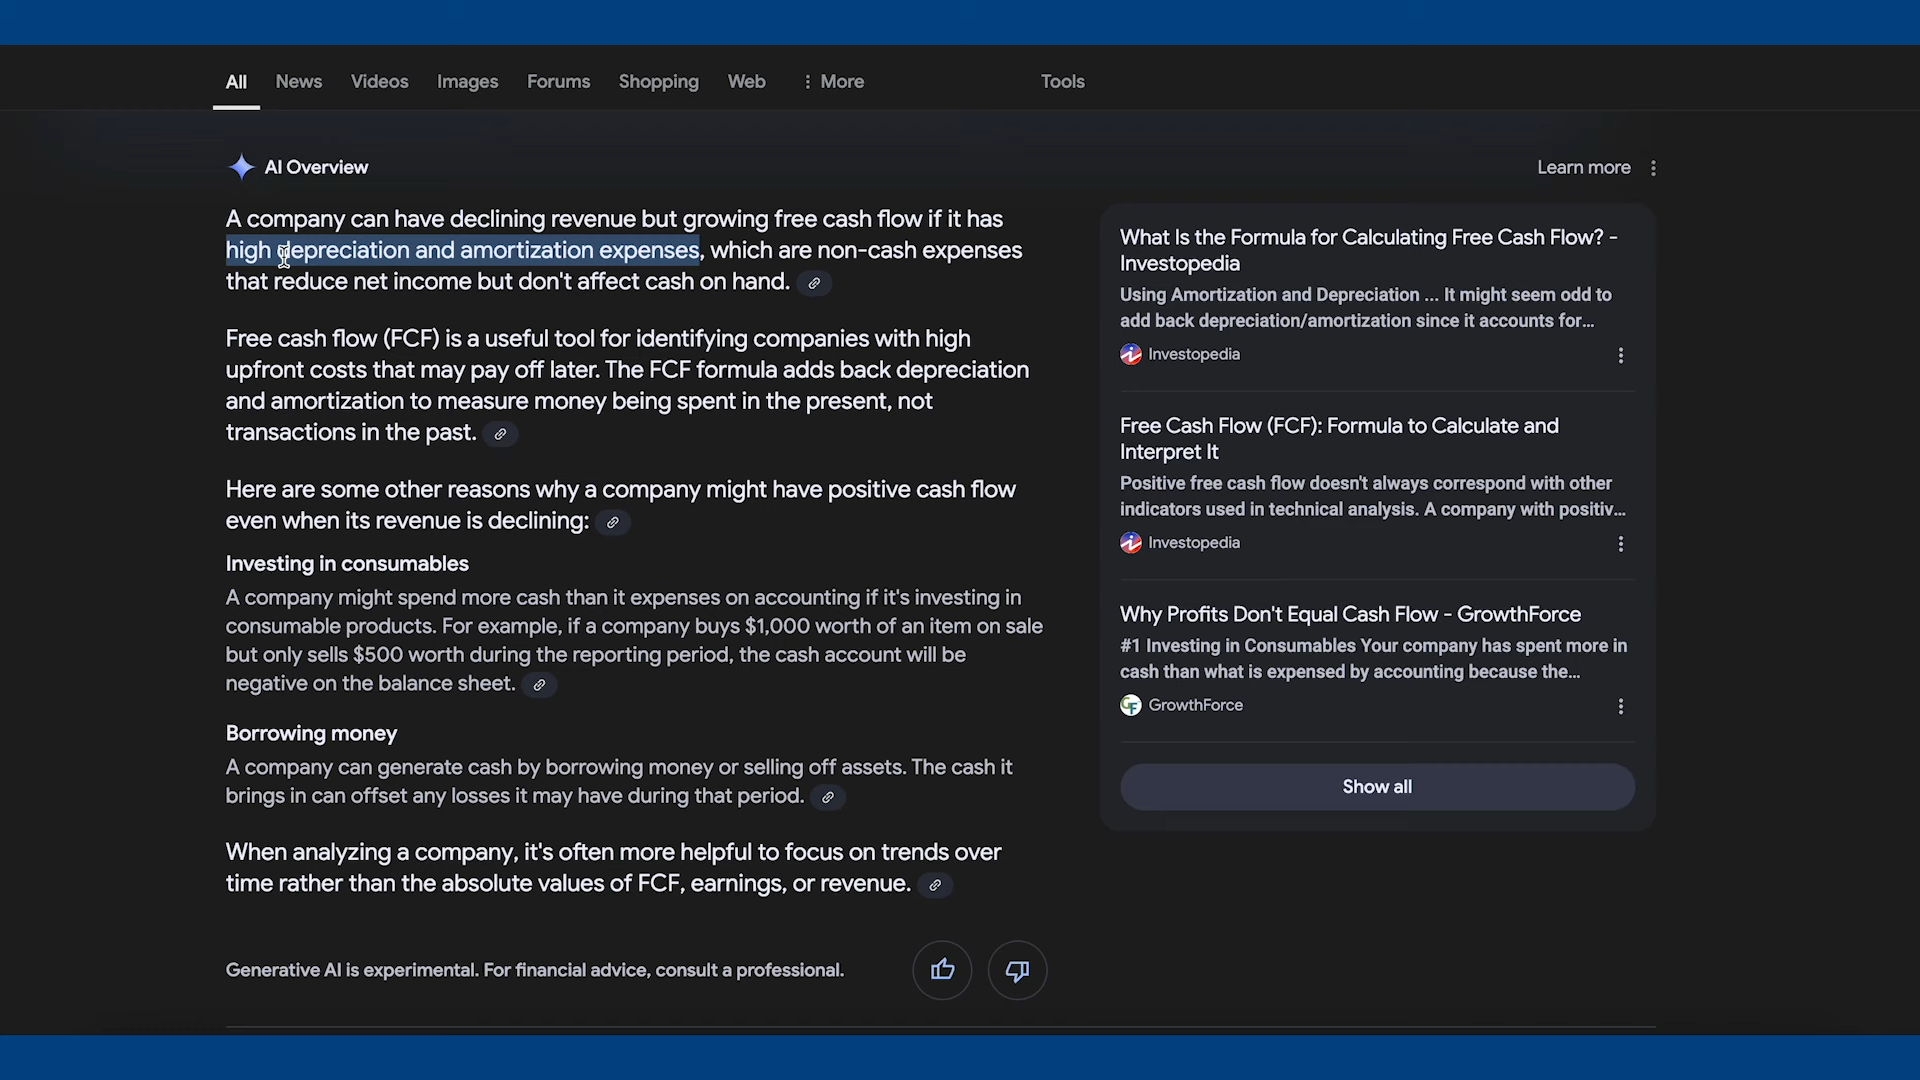 All News Videos Images Forums Shopping Web More Tools
AI Overview
Learn more
A company can have declining revenue but growing free cash flow if it has
high depreciation and amortization expenses, which are non-cash expenses
that reduce net income but don't affect cash on hand.
Free cash flow (FCF) is a useful tool for identifying companies with high
upfront costs that may pay off later. The FCF formula adds back depreciation
and amortization to measure money being spent in the present, not
transactions in the past.
Here are some other reasons why a company might have positive cash flow
even when its revenue is declining:
Investing in consumables
A company might spend more cash than it expenses on accounting if it's investing in
consumable products. For example, if a company buys $1,000 worth of an item on sale
but only sells $500 worth during the reporting period, the cash account will be
negative on the balance sheet.
Borrowing money
A company can generate cash by borrowing money or selling off assets. The cash it
brings in can offset any losses it may have during that period.
When analyzing a company, it's often more helpful to focus on trends over
time rather than the absolute values of FCF, earnings, or revenue.
Generative AI is experimental. For financial advice, consult a professional.
What Is the Formula for Calculating Free Cash Flow? -
Investopedia
Using Amortization and Depreciation ... It might seem odd to
add back depreciation/amortization since it accounts for...
Investopedia
Free Cash Flow (FCF): Formula to Calculate and
Interpret It
Positive free cash flow doesn't always correspond with other
indicators used in technical analysis. A company with positiv...
Investopedia
Why Profits Don't Equal Cash Flow - GrowthForce
#1 Investing in Consumables Your company has spent more in
cash than what is expensed by accounting because the...
GrowthForce
Show all